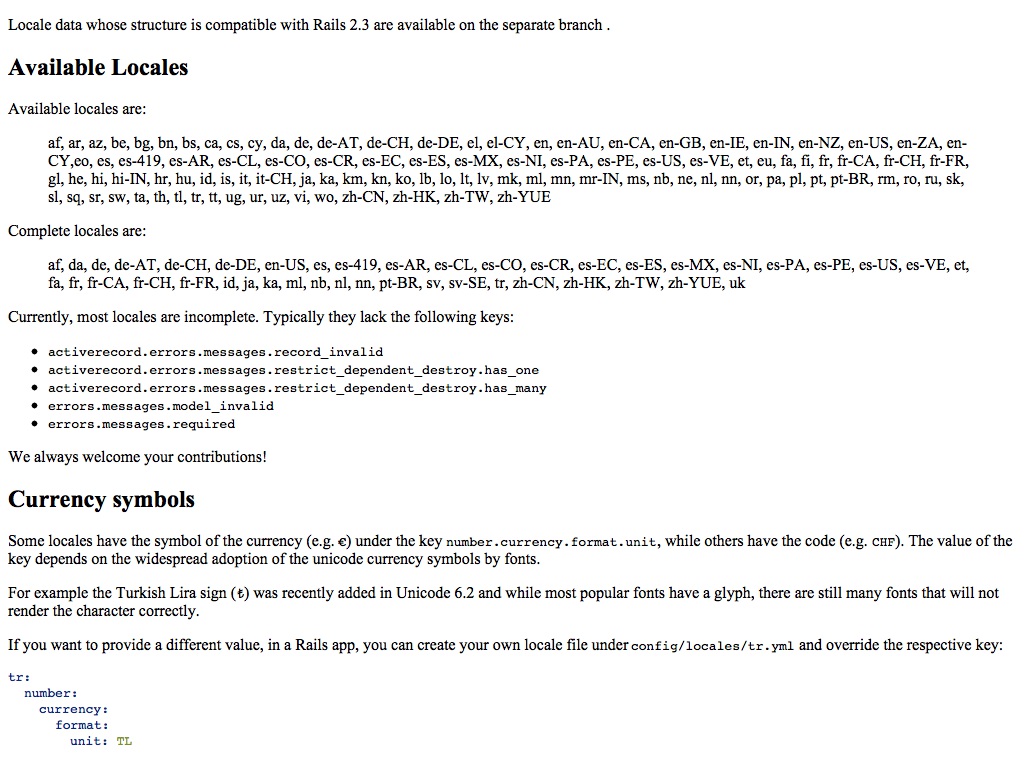 Locale data whose structure is compatible with Rails 2.3 are available on the separate branch .
Available Locales
Available locales are:
af, ar, az, be, bg, bn, bs, ca, cs, cy, da, de, de-AT, de-CH, de-DE, el, el-CY, en, en-AU, en-CA, en-GB, en-IE, en-IN, en-NZ, en-US, en-ZA, en-
CY,eo, es, es-419, es-AR, es-CL, es-CO, es-CR, es-EC, es-ES, es-MX, es-NI, es-PA, es-PE, es-US, es-VE, et, eu, fa, fi, fr, fr-CA, fr-CH, fr-FR,
gl, he, hi, hi-IN, hr, hu, id, is, it, it-CH, ja, ka, km, kn, ko, lb, lo, lt, lv, mk, ml, mn, mr-IN, ms, nb, ne, nl, nn, or, pa, pl, pt, pt-BR, rm, ro, ru, sk,
sl, sq, sr, sw, ta, th, tl, tr, tt, ug, ur, uz, vi, wo, zh-CN, zh-HK, zh-TW, zh-YUE
Complete locales are:
af, da, de, de-AT, de-CH, de-DE, en-US, es, es-419, es-AR, es-CL, es-CO, es-CR, es-EC, es-ES, es-MX, es-NI, es-PA, es-PE, es-US, es-VE, et,
fa, fr, fr-CA, fr-CH, fr-FR, id, ja, ka, ml, nb, nl, nn, pt-BR, sv, sv-SE, tr, zh-CN, zh-HK, zh-TW, zh-YUE, uk
Currently, most locales are incomplete. Typically they lack the following keys:
• activerecord.errors.messages.record_invalid
• activerecord.errors.messages.restrict_dependent_destroy.has_one
• activerecord.errors.messages.restrict_dependent_destroy.has_many
• errors.messages.model_invalid
• errors.messages.required
We always welcome your contributions!
Currency symbols
Some locales have the symbol of the currency (e.g. €) under the key number.currency.format.unit, while others have the code (e.g. CHF). The value of the
key depends on the widespread adoption of the unicode currency symbols by fonts.
For example the Turkish Lira sign (₺) was recently added in Unicode 6.2 and while most popular fonts have a glyph, there are still many fonts that will not
render the character correctly.
If you want to provide a different value, in a Rails app, you can create your own locale file under config/locales/tr.yml and override the respective key:
tr:
  number:
    currency:
      format:
        unit: TL